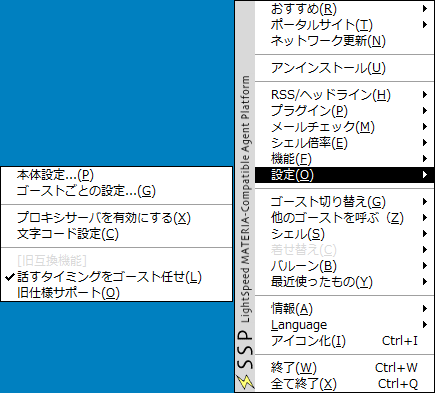 おすすめ(R)
ポータルサイト(T)
ネットワーク更新(N)
アンインストール(U)
RSS/ヘッドライン(H)
プラグイン(P)
メールチェック(M)
シェル倍率(E)
機能(F)
設定(O)
ゴースト切り替え(G)
他のゴーストを呼ぶ(Z)
シェル(S)
着せ替え(C)
バルーン(B)
最近使ったもの(Y)
情報(A)
Language
アイコン化(I) Ctrl+I
終了(W) Ctrl+W
全て終了(X) Ctrl+Q
SSP LightSpeed MATERIA-Compatible Agent Platform
本体設定...(P)
ゴーストごとの設定...(G)
プロキシサーバを有効にする(X)
文字コード設定(C)
[旧互換機能]
話すタイミングをゴースト任せ(L)
旧仕様サポート(O)